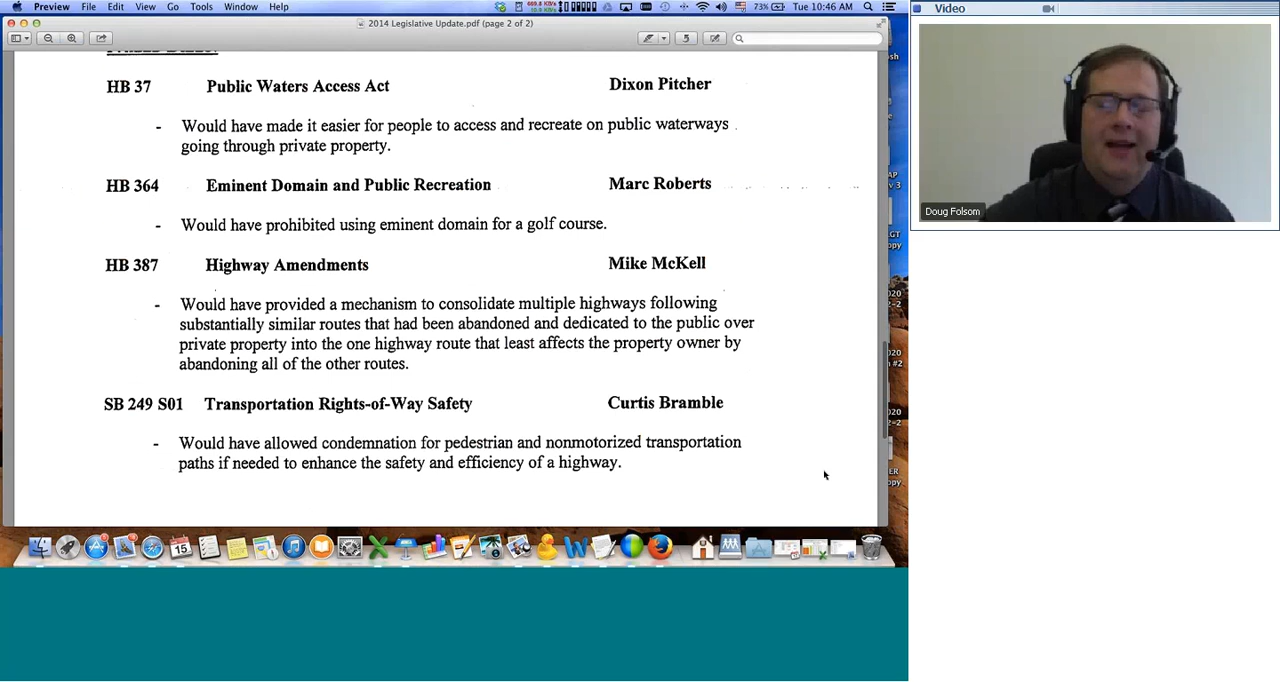 Preview File Edit View Go Tools Window Help
73% Tue 10:46 AM
2014 Legislative Update.pdf (page 2 of 2)
HB 37 Public Waters Access Act Dixon Pitcher
- Would have made it easier for people to access and recreate on public waterways
going through private property.
HB 364 Eminent Domain and Public Recreation Marc Roberts
- Would have prohibited using eminent domain for a golf course.
HB 387 Highway Amendments Mike McKell
- Would have provided a mechanism to consolidate multiple highways following
substantially similar routes that had been abandoned and dedicated to the public over
private property into the one highway route that least affects the property owner by
abandoning all of the other routes.
SB 249 S01 Transportation Rights-of-Way Safety Curtis Bramble
- Would have allowed condemnation for pedestrian and nonmotorized transportation
paths if needed to enhance the safety and efficiency of a highway.
15
Video
Doug Folsom